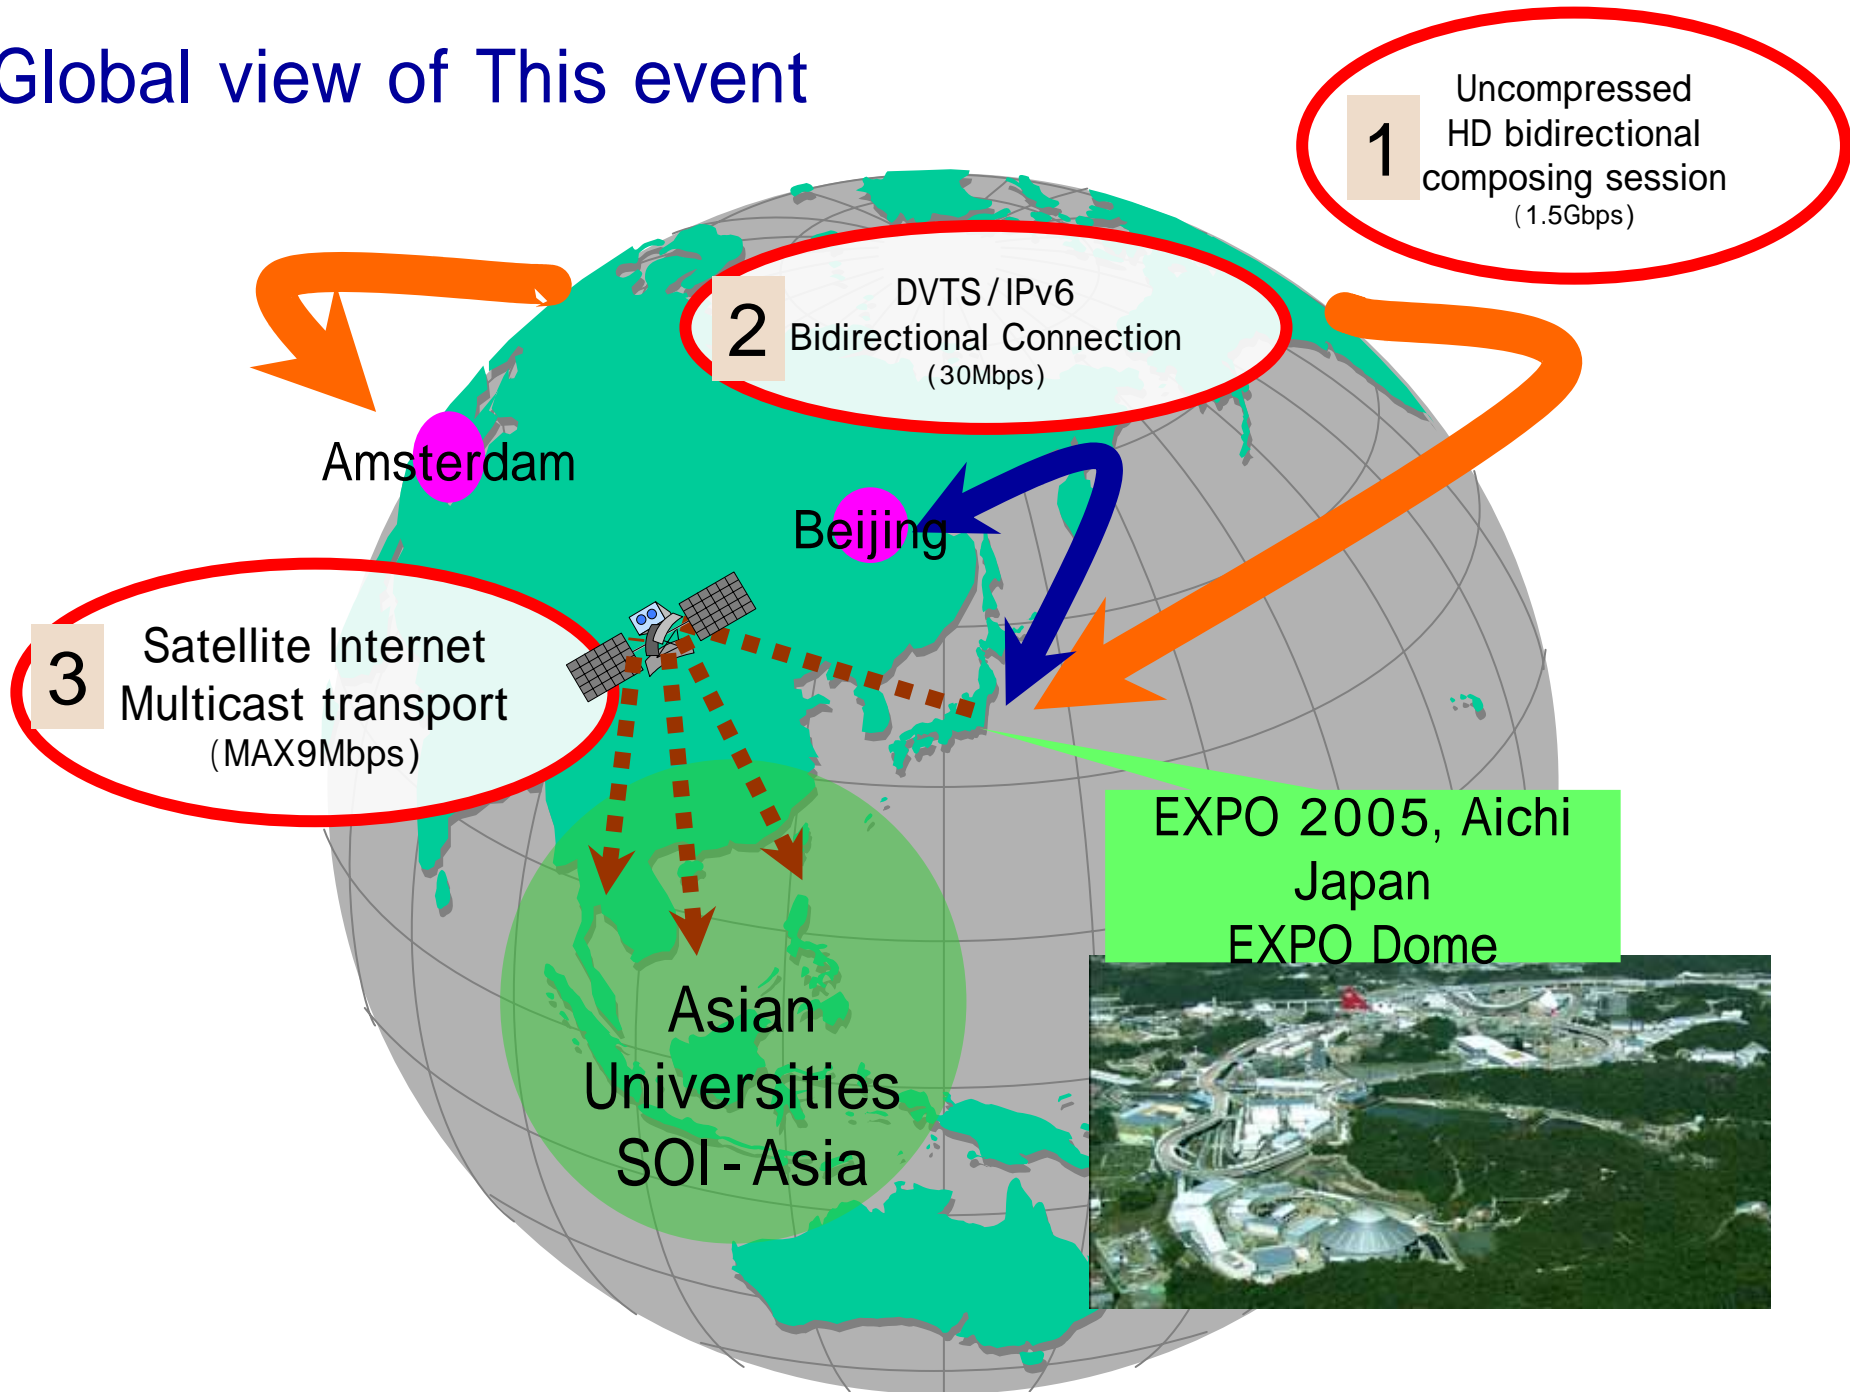 Global view of This event
1
Uncompressed
HD bidirectional
composing session
(1.5Gbps)
2
DVTS/IPv6
Bidirectional Connection
(30Mbps)
Amsterdam
Beijing
3
Satellite Internet
Multicast transport
(MAX9Mbps)
EXPO 2005, Aichi
Japan
EXPO Dome
Asian
Universities
SOI-Asia